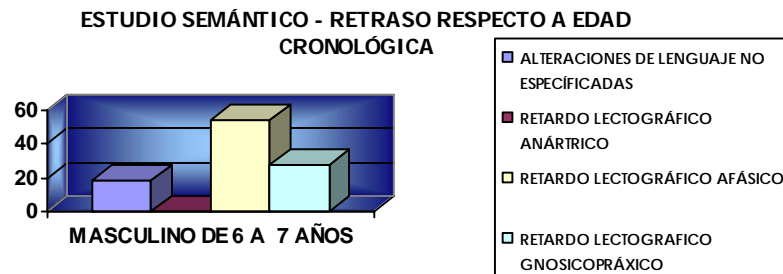 ESTUDIO SEMÁNTICO - RETRASO RESPECTO A EDAD
CRONOLÓGICA
60
40
20
0
MASCULINO DE 6 A 7 AÑOS
ALTERACIONES DE LENGUAJE NO
ESPECÍFICADAS
RETARDO LECTOGRÁFICO
ANÁRTRICO
RETARDO LECTOGRÁFICO AFÁSICO
RETARDO LECTOGRAFICO
GNOSICOPRÁXICO